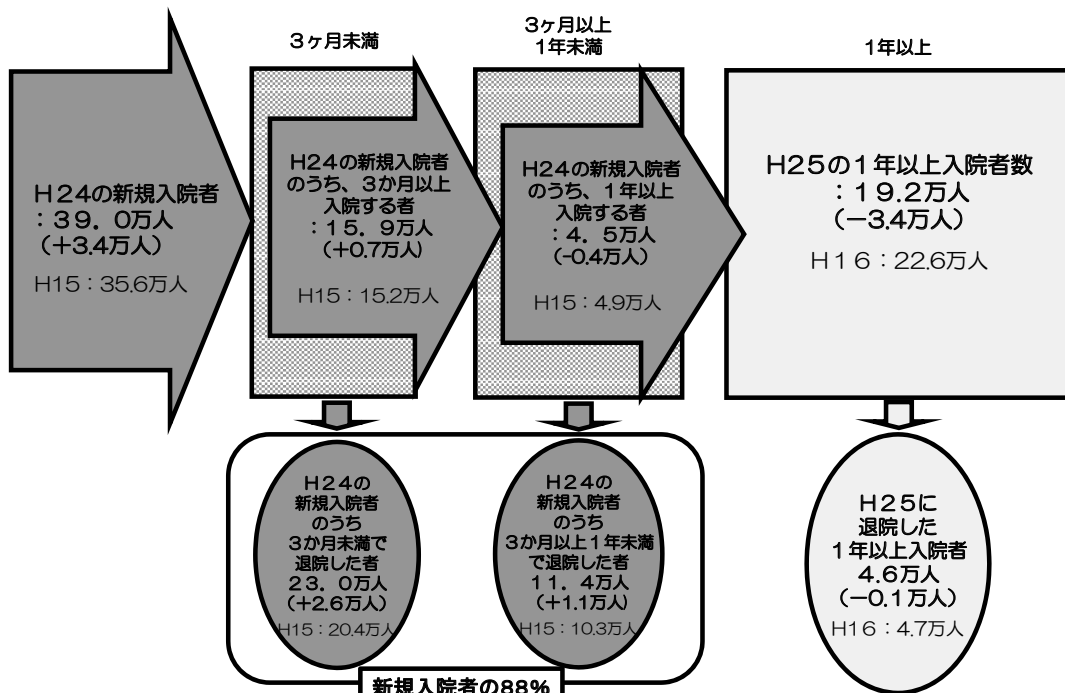 3ヶ月未満
3ヶ月以上
1年未満
1年以上
H24の新規入院者
：39．0万人
（+3.4万人）
H15：35.6万人
H24の新規入院者
のうち、3か月以上
入院する者
：15．9万人
（+0.7万人）
H15：15.2万人
H24の新規入院者
のうち、1年以上
入院する者
：4．5万人
（-0.4万人）
H15：4.9万人
H25の1年以上入院者数
：19.2万人
（−3.4万人）
H16：22.6万人
H24の
新規入院者
のうち
3か月未満で
退院した者
23．0万人
（+2.6万人）
H15：20.4万人
H24の
新規入院者
のうち
3か月以上1年未満
で退院した者
11．4万人
（+1.1万人）
H15：10.3万人
H25に
退院した
1年以上入院者
4.6万人
（−0.1万人）
H16：4.7万人
新規入院者の88%